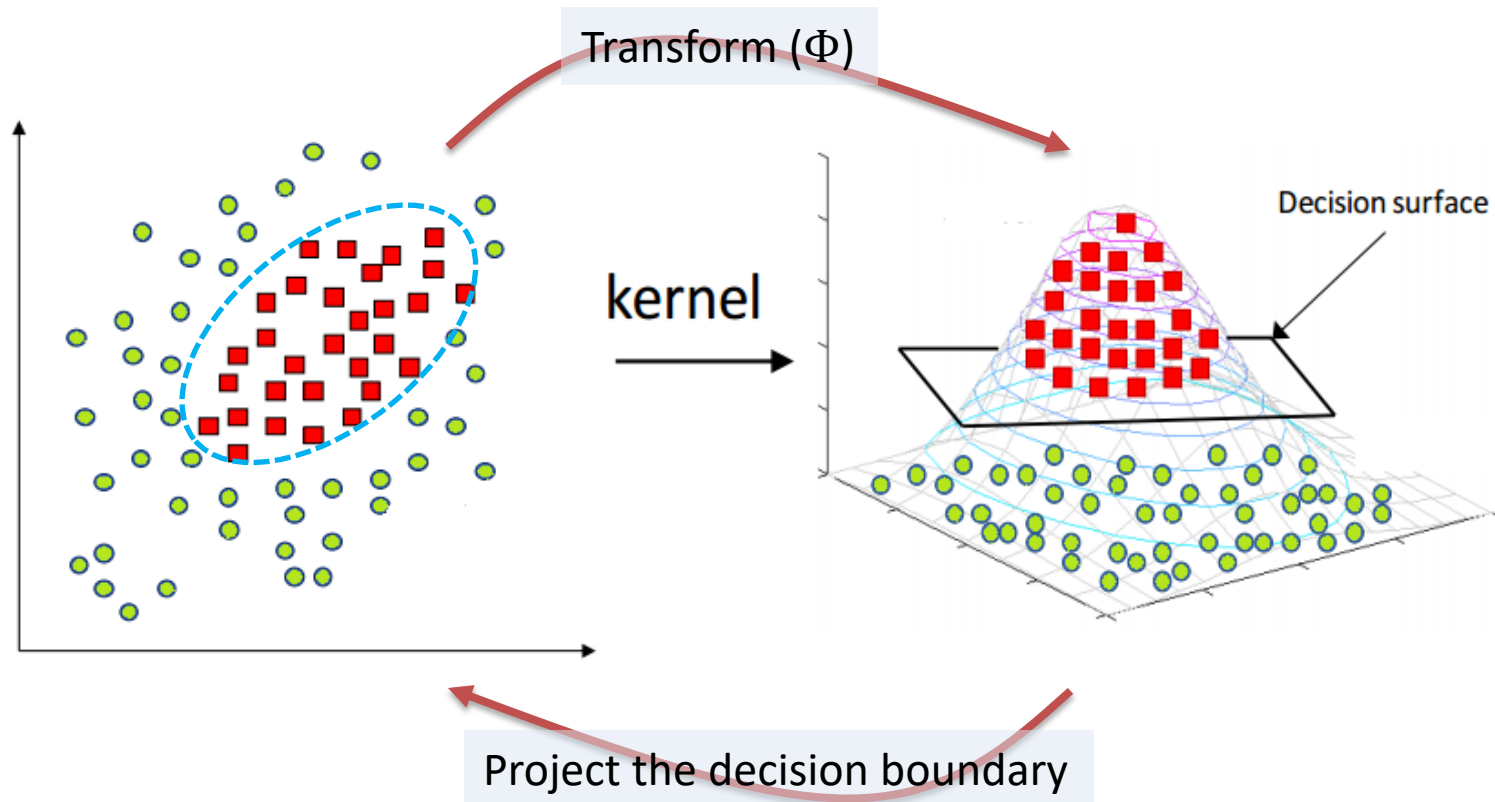 Transform (Φ)
Decision surface
kernel
Project the decision boundary